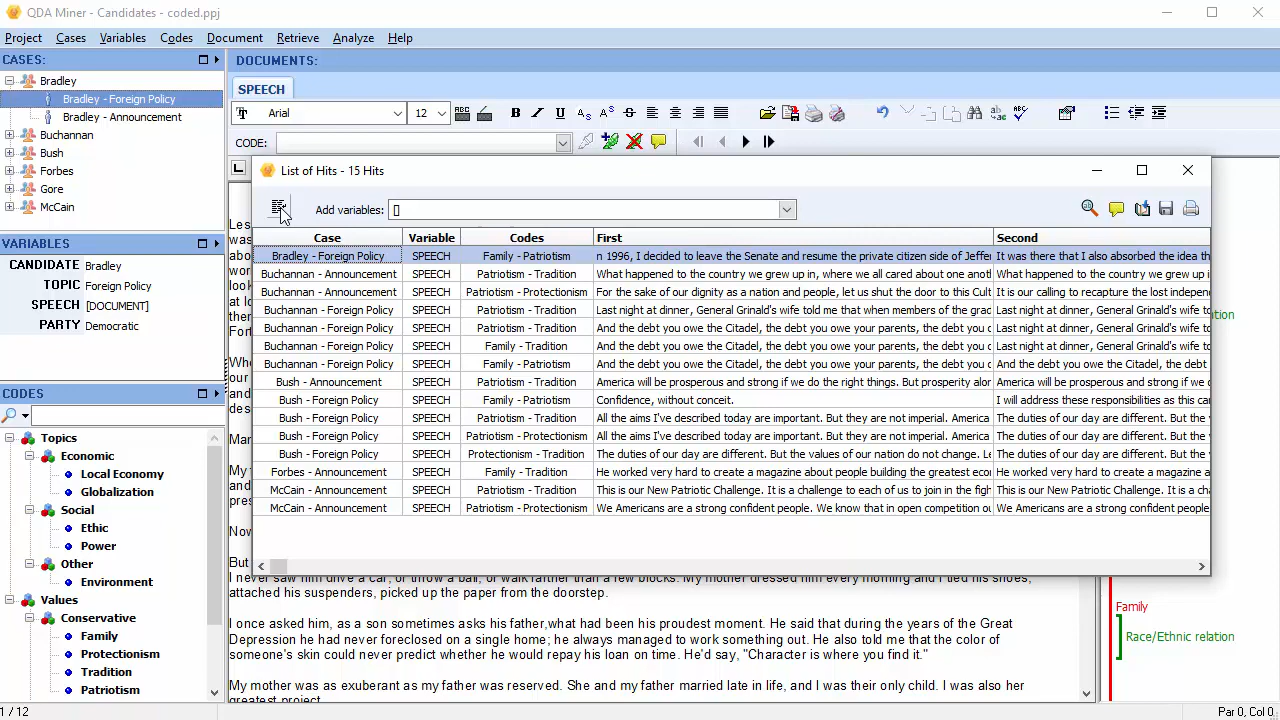 QDA Miner - Candidates - coded.ppj
Project Cases Variables Codes Document Retrieve Analyze Help
CASES:
Bradley
Bradley - Foreign Policy
Bradley - Announcement
Buchannan
Bush
Forbes
Gore
McCain
VARIABLES
CANDIDATE Bradley
TOPIC Foreign Policy
SPEECH [DOCUMENT]
PARTY Democratic
CODES
Topics
Economic
Local Economy
Globalization
Social
Ethic
Power
Other
Environment
Values
Conservative
Family
Protectionism
Tradition
Patriotism
DOCUMENTS:
SPEECH
Arial 12
CODE:
List of Hits - 15 Hits
Add variables: []
Case Variable Codes First Second
Bradley - Foreign Policy SPEECH Family - Patriotism n 1996, I decided to leave the Senate and resume the private citizen side of Jeffer It was there that I also absorbed the idea th
Buchannan - Announcement SPEECH Patriotism - Tradition What happened to the country we grew up in, where we all cared about one anot What happened to the country we grew up i
Buchannan - Announcement SPEECH Patriotism - Protectionism For the sake of our dignity as a nation and people, let us shut the door to this Cult It is our calling to recapture the lost indepen
Buchannan - Foreign Policy SPEECH Patriotism - Tradition Last night at dinner, General Grinald's wife told me that when members of the grad Last night at dinner, General Grinald's wife to
Buchannan - Foreign Policy SPEECH Patriotism - Tradition And the debt you owe the Citadel, the debt you owe your parents, the debt you o And the debt you owe the Citadel, the debt y
Buchannan - Foreign Policy SPEECH Family - Tradition And the debt you owe the Citadel, the debt you owe your parents, the debt you o Last night at dinner, General Grinald's wife to
Buchannan - Foreign Policy SPEECH Family - Patriotism And the debt you owe the Citadel, the debt you owe your parents, the debt you o And the debt you owe the Citadel, the debt y
Bush - Announcement SPEECH Patriotism - Tradition America will be prosperous and strong if we do the right things. But prosperity alor America will be prosperous and strong if we
Bush - Foreign Policy SPEECH Family - Patriotism Confidence, without conceit. I will address these responsibilities as this can
Bush - Foreign Policy SPEECH Patriotism - Tradition All the aims I've described today are important. But they are not imperial. America The duties of our day are different. But the v
Bush - Foreign Policy SPEECH Patriotism - Protectionism All the aims I've described today are important. But they are not imperial. America The duties of our day are different. But the v
Bush - Foreign Policy SPEECH Protectionism - Tradition The duties of our day are different. But the values of our nation do not change. Le The duties of our day are different. But the v
Forbes - Announcement SPEECH Family - Tradition He worked very hard to create a magazine about people building the greatest eco He worked very hard to create a magazine a
McCain - Announcement SPEECH Patriotism - Tradition This is our New Patriotic Challenge. It is a challenge to each of us to join in the figh This is our New Patriotic Challenge. It is a cha
McCain - Announcement SPEECH Patriotism - Protectionism We Americans are a strong confident people. We know that in open competition ou We Americans are a strong confident people
I never saw him drive a car, or throw a ball, or walk farther than a few blocks. My mother dressed him every morning and I tied his shoes,
attached his suspenders, picked up the paper from the doorstep.
I once asked him, as a son sometimes asks his father,what had been his proudest moment. He said that during the years of the Great
Depression he had never foreclosed on a single home; he always managed to work something out. He also told me that the color of
someone's skin could never predict whether he would repay his loan on time. He'd say, "Character is where you find it."
My mother was as exuberant as my father was reserved. She and my father married late in life, and I was their only child. I was also her
greatest project.
relation
Family
Race/Ethnic relation
1 / 12
Par 0, Col 0